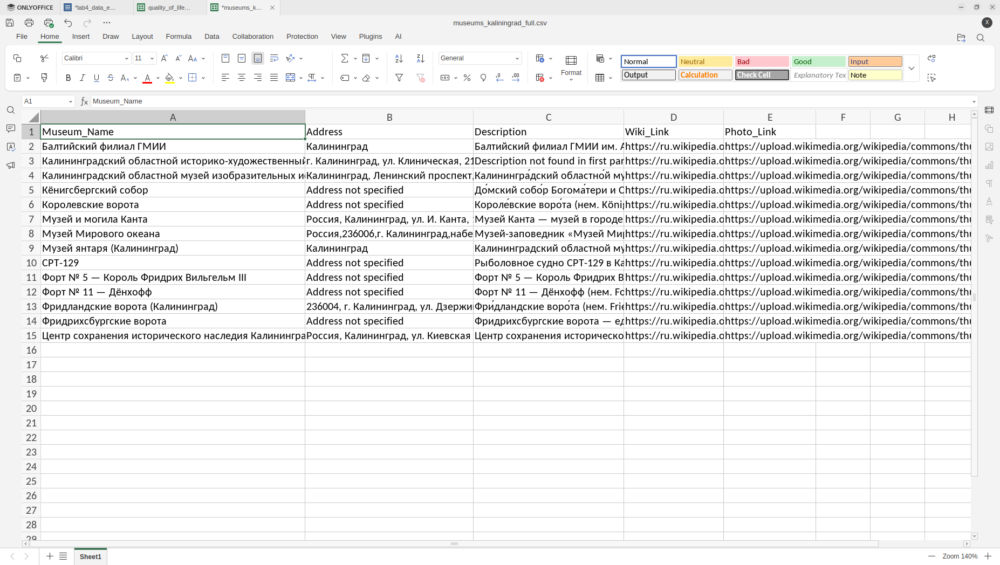 ONLYOFFICE
*lab4_data_e...
quality_of_life...
*museums_k...
museums_kaliningrad_full.csv
X
File Home Insert Draw Layout Formula Data Collaboration Protection View Plugins AI
Calibri 11 General Format
Normal Neutral Bad Good Input
Output Calculation Check Cell Explanatory Tex Note
A1 fx Museum_Name
A B C D E F G H
1 Museum_Name Address Description Wiki_Link Photo_Link
2 Балтийский филиал ГМИИ Калининград Балтийский филиал ГМИИ им. https://ru.wikipedia.o https://upload.wikimedia.org/wikipedia/commons/thu
3 Калининградский областной историко-художественный г. Калининград, ул. Клиническая, 21 Description not found in first par https://ru.wikipedia.o https://upload.wikimedia.org/wikipedia/commons/thu
4 Калининградский областной музей изобразительных и Калининград, Ленинский проспект, Калинингра́дский областно́й му https://ru.wikipedia.o https://upload.wikimedia.org/wikipedia/commons/thu
5 Кёнигсбергский собор Address not specified До́мский собо́р Богома́тери и С https://ru.wikipedia.o https://upload.wikimedia.org/wikipedia/commons/thu
6 Королевские ворота Address not specified Короле́вские воро́та (нем. Köni https://ru.wikipedia.o https://upload.wikimedia.org/wikipedia/commons/thu
7 Музей и могила Канта Россия, Калининград, ул. И. Канта, Музей Канта — музей в городе https://ru.wikipedia.o https://upload.wikimedia.org/wikipedia/commons/thu
8 Музей Мирового океана Россия,236006,г. Калининград,набе Музей-заповедник «Музей Ми https://ru.wikipedia.o https://upload.wikimedia.org/wikipedia/commons/thu
9 Музей янтаря (Калининград) Калининград Калининградский областной му https://ru.wikipedia.o https://upload.wikimedia.org/wikipedia/commons/thu
10 СРТ-129 Address not specified Рыболовное судно СРТ-129 в Ка https://ru.wikipedia.o https://upload.wikimedia.org/wikipedia/commons/thu
11 Форт № 5 — Король Фридрих Вильгельм III Address not specified Форт № 5 — Король Фридрих В https://ru.wikipedia.o https://upload.wikimedia.org/wikipedia/commons/thu
12 Форт № 11 — Дёнхофф Address not specified Форт № 11 — Дёнхофф (нем. Fo https://ru.wikipedia.o https://upload.wikimedia.org/wikipedia/commons/thu
13 Фридландские ворота (Калининград) 236004, г. Калининград, ул. Дзержи Фри́дландские воро́та (нем. Frie https://ru.wikipedia.o https://upload.wikimedia.org/wikipedia/commons/thu
14 Фридрихсбургские ворота Address not specified Фридрихсбургские ворота — ед https://ru.wikipedia.o https://upload.wikimedia.org/wikipedia/commons/thu
15 Центр сохранения исторического наследия Калинингра Россия, Калининград, ул. Киевская Центр сохранения историческо https://ru.wikipedia.o https://upload.wikimedia.org/wikipedia/commons/thu
16
17
18
19
20
21
22
23
24
25
26
27
28
29
Sheet1
Zoom 140%